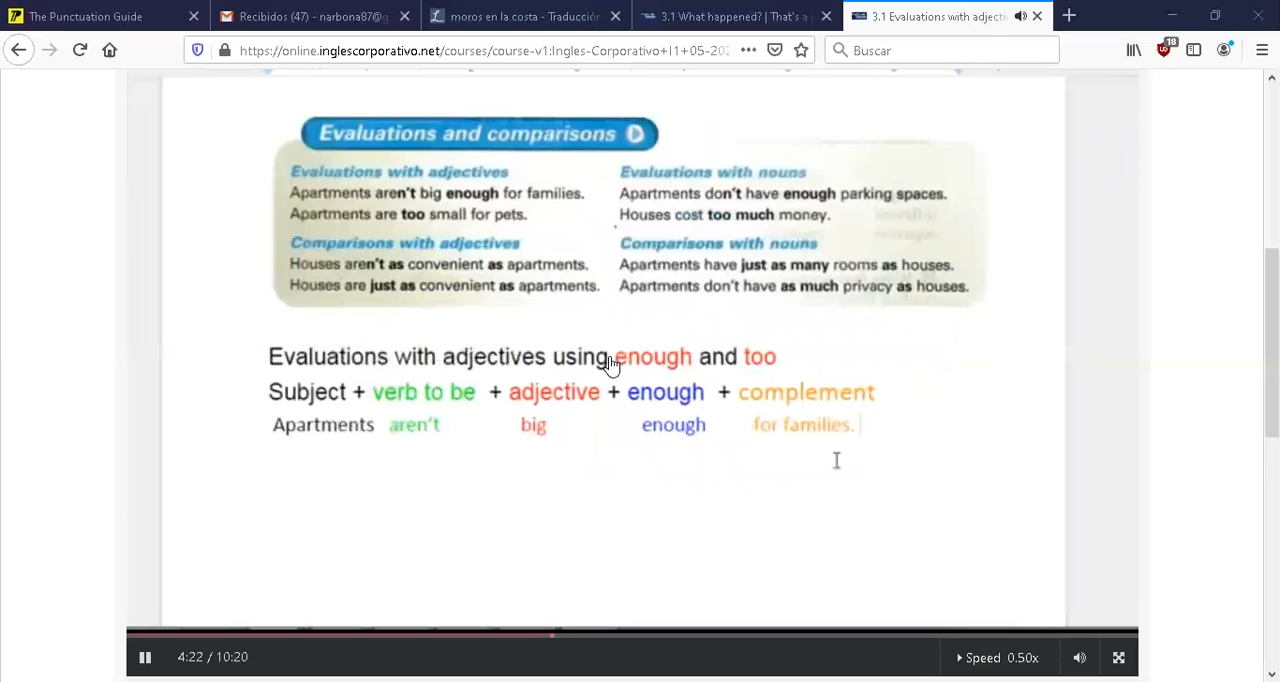 The Punctuation Guide
Recibidos (47) - narbona87@g
moros en la costa - Traducción
3.1 What happened? | That's a
3.1 Evaluations with adjecti
https://online.inglescorporativo.net/courses/course-v1:Ingles-Corporativo+I1+05-202
Buscar
18
Evaluations and comparisons
Evaluations with adjectives
Apartments aren't big enough for families.
Apartments are too small for pets.
Comparisons with adjectives
Houses aren't as convenient as apartments.
Houses are just as convenient as apartments.
Evaluations with nouns
Apartments don't have enough parking spaces.
Houses cost too much money.
Comparisons with nouns
Apartments have just as many rooms as houses.
Apartments don't have as much privacy as houses.
Evaluations with adjectives using enough and too
Subject + verb to be + adjective + enough + complement
Apartments aren't big enough for families.
4:22 / 10:20
Speed 0.50x